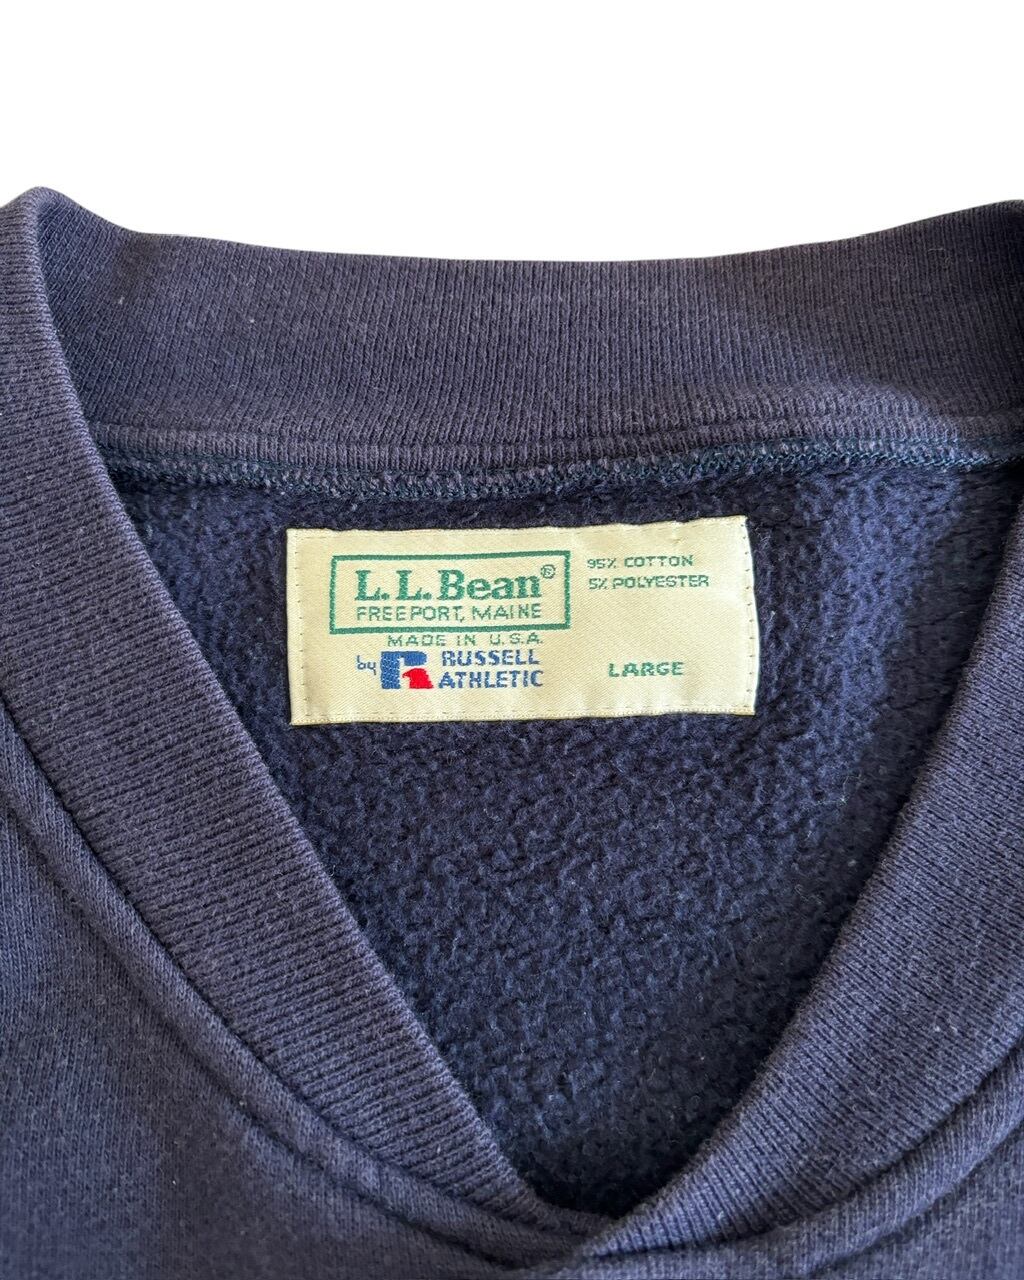 L.L.Bean®
FREEPORT, MAINE
MADE IN U.S.A.
by RUSSELL
ATHLETIC
95% COTTON
5% POLYESTER
LARGE